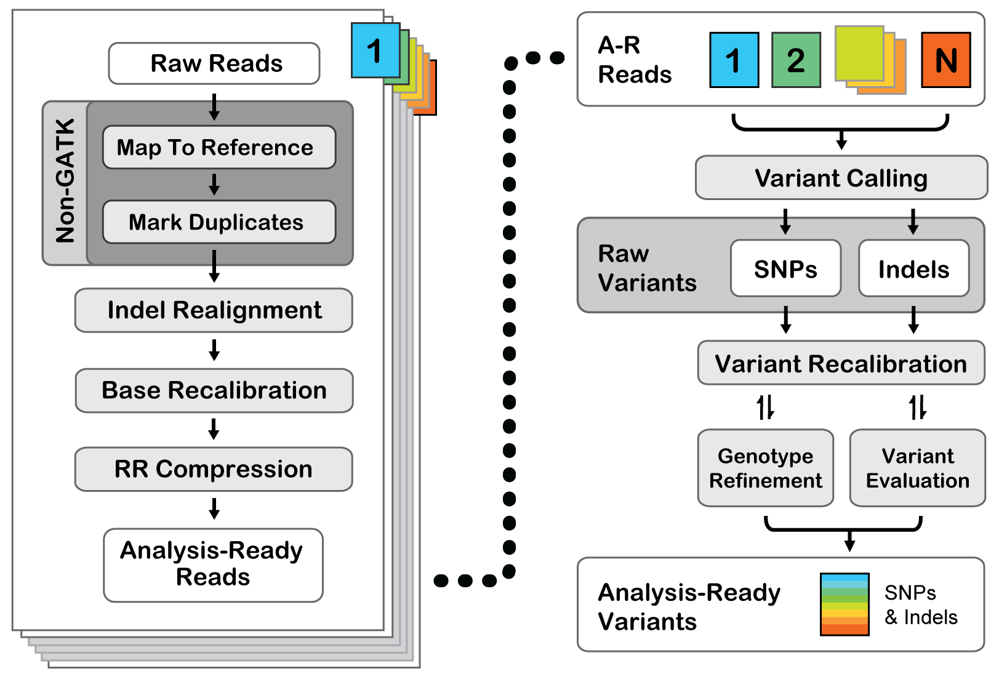 1
Raw Reads
Non-GATK
Map To Reference
Mark Duplicates
Indel Realignment
Base Recalibration
RR Compression
Analysis-Ready
Reads
A-R
Reads
1
2
N
Variant Calling
Raw
Variants
SNPs
Indels
Variant Recalibration
Genotype
Refinement
Variant
Evaluation
Analysis-Ready
Variants
SNPs
& Indels